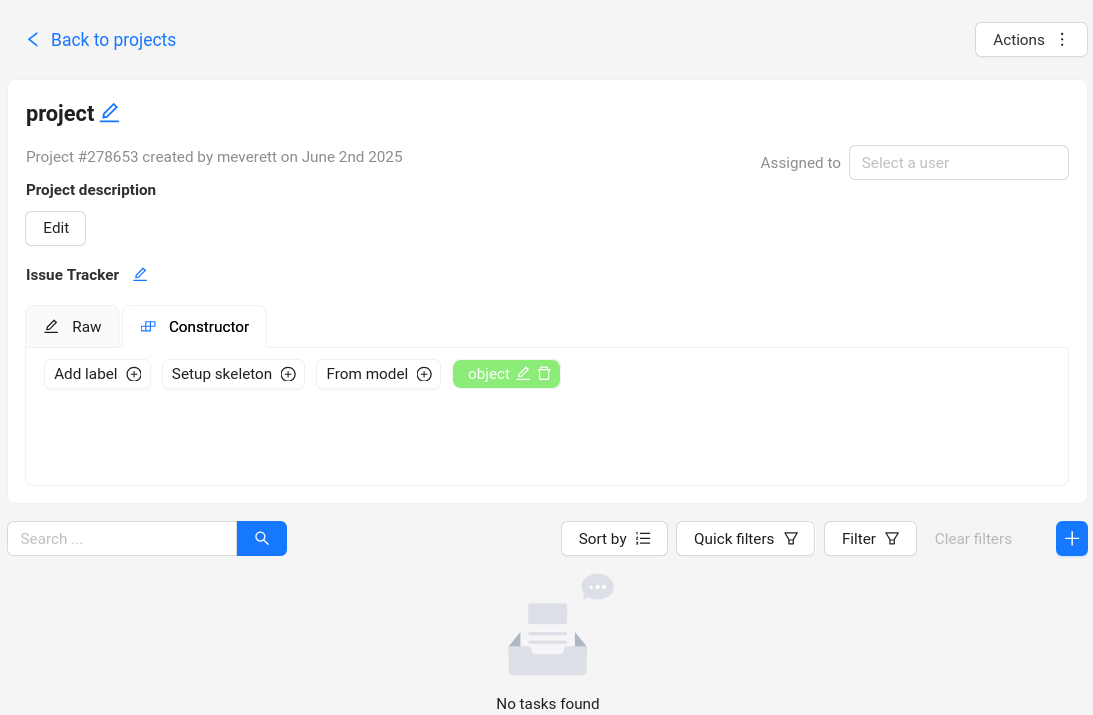 Back to projects
Actions
project
Project #278653 created by meverett on June 2nd 2025
Assigned to
Select a user
Project description
Edit
Issue Tracker
Raw
Constructor
Add label
Setup skeleton
From model
object
Search ...
Sort by
Quick filters
Filter
Clear filters
No tasks found